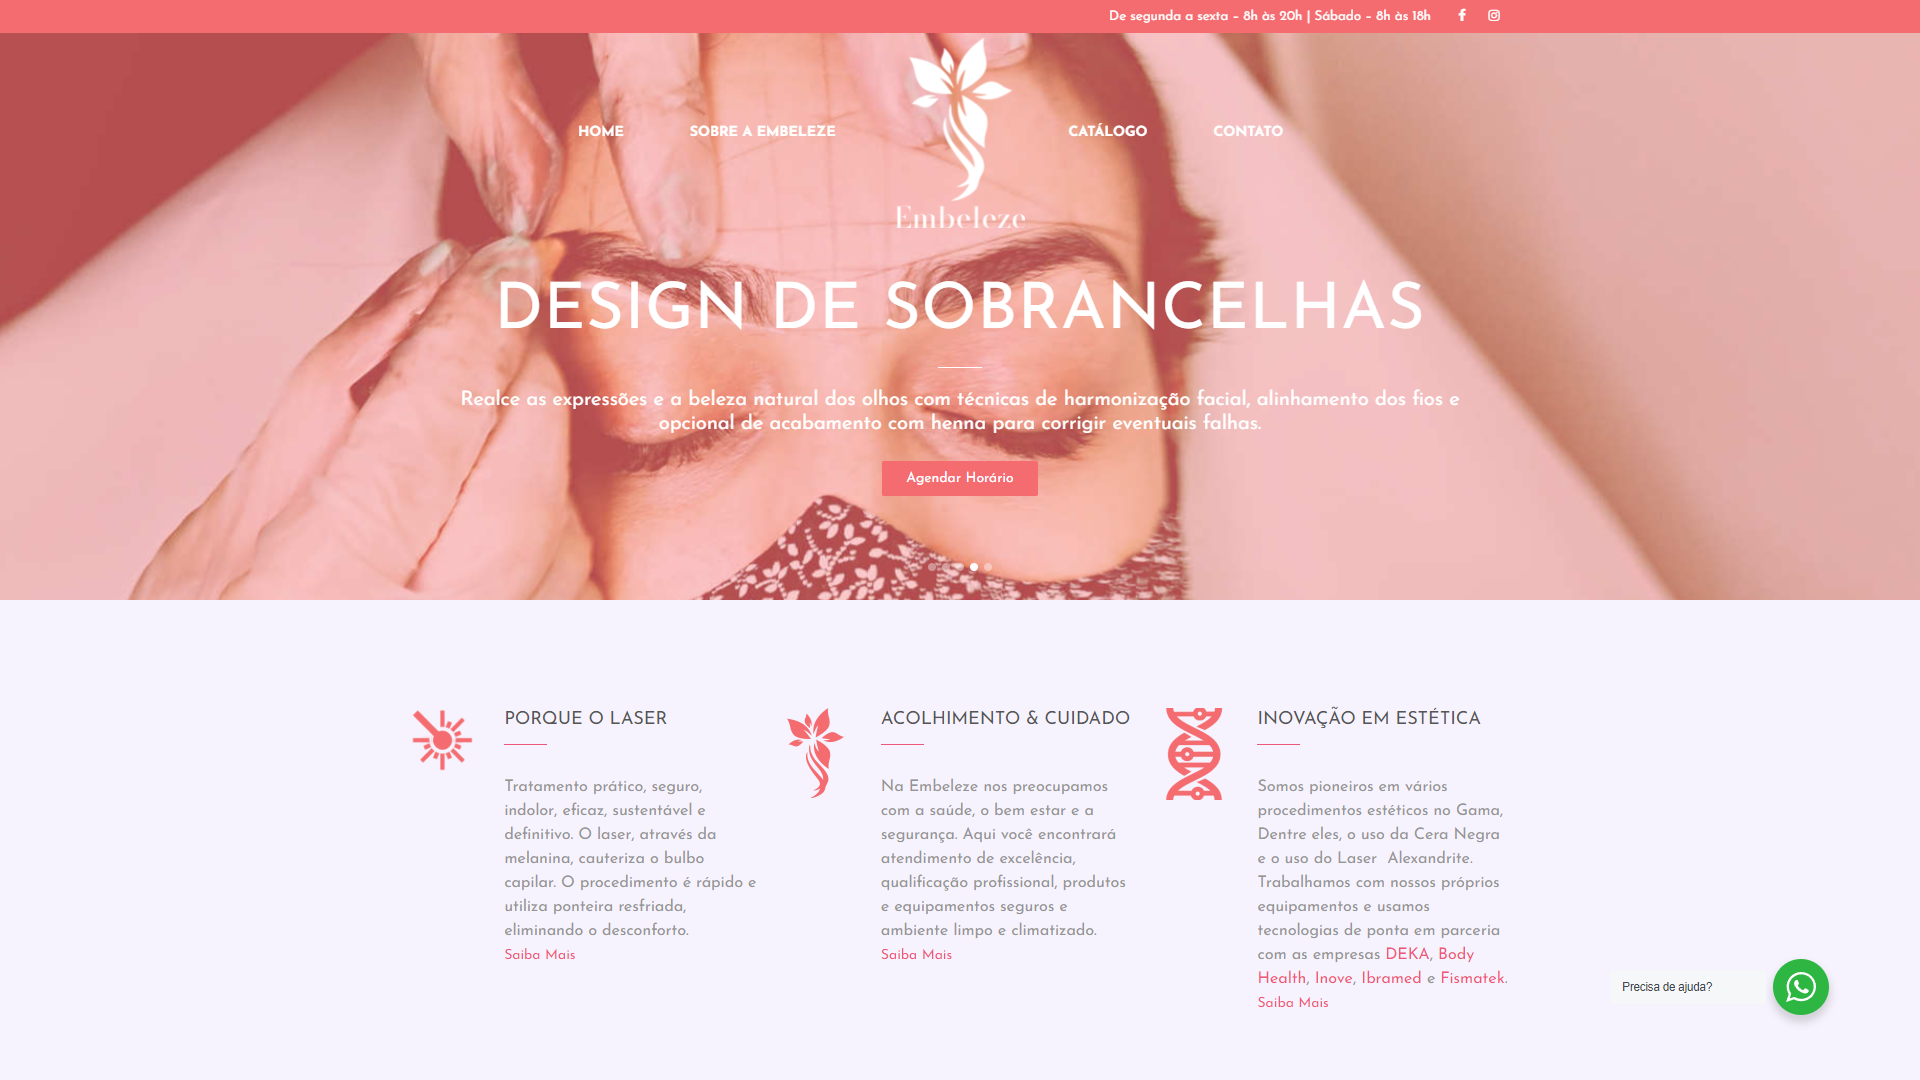 De segunda a sexta – 8h às 20h | Sábado – 8h às 18h
HOME
SOBRE A EMBELEZE
CATÁLOGO
CONTATO
Embeleze
DESIGN DE SOBRANCELHAS
Realce as expressões e a beleza natural dos olhos com técnicas de harmonização facial, alinhamento dos fios e
opcional de acabamento com henna para corrigir eventuais falhas.
Agendar Horário
PORQUE O LASER
Tratamento prático, seguro,
indolor, eficaz, sustentável e
definitivo. O laser, através da
melanina, cauteriza o bulbo
capilar. O procedimento é rápido e
utiliza ponteira resfriada,
eliminando o desconforto.
Saiba Mais
ACOLHIMENTO & CUIDADO
Na Embeleze nos preocupamos
com a saúde, o bem estar e a
segurança. Aqui você encontrará
atendimento de excelência,
qualificação profissional, produtos
e equipamentos seguros e
ambiente limpo e climatizado.
Saiba Mais
INOVAÇÃO EM ESTÉTICA
Somos pioneiros em vários
procedimentos estéticos no Gama,
Dentre eles, o uso da Cera Negra
e o uso do Laser  Alexandrite.
Trabalhamos com nossos próprios
equipamentos e usamos
tecnologias de ponta em parceria
com as empresas DEKA, Body
Health, Inove, Ibramed e Fismatek.
Saiba Mais
Precisa de ajuda?